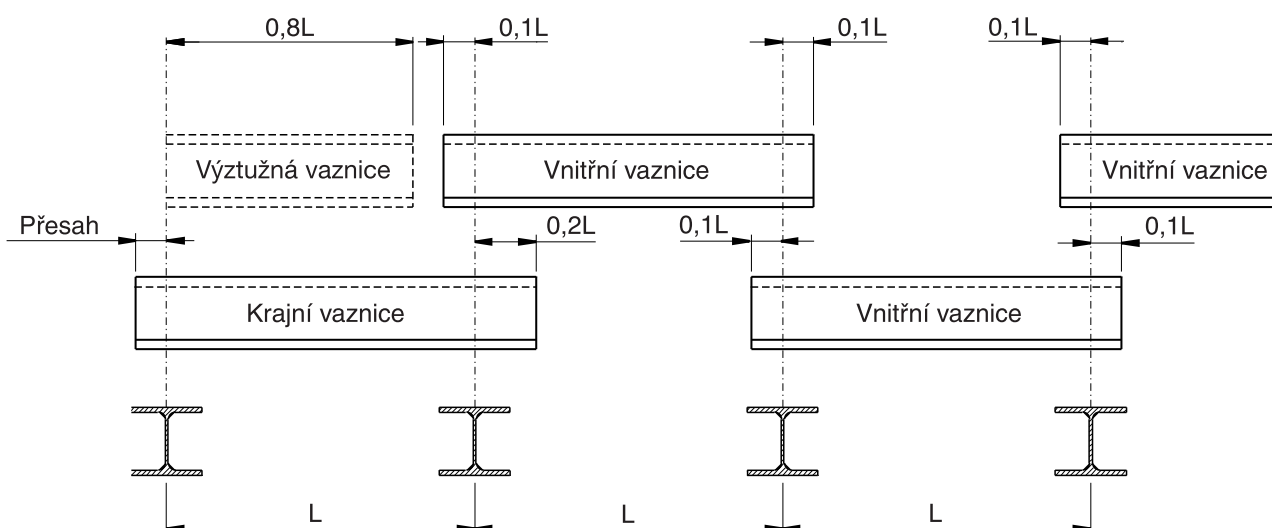 0,8L 0,1L 0,1L 0,1L
Výztužná vaznice Vnitřní vaznice Vnitřní vaznice
Přesah 0,2L 0,1L 0,1L
Krajní vaznice Vnitřní vaznice
L L L